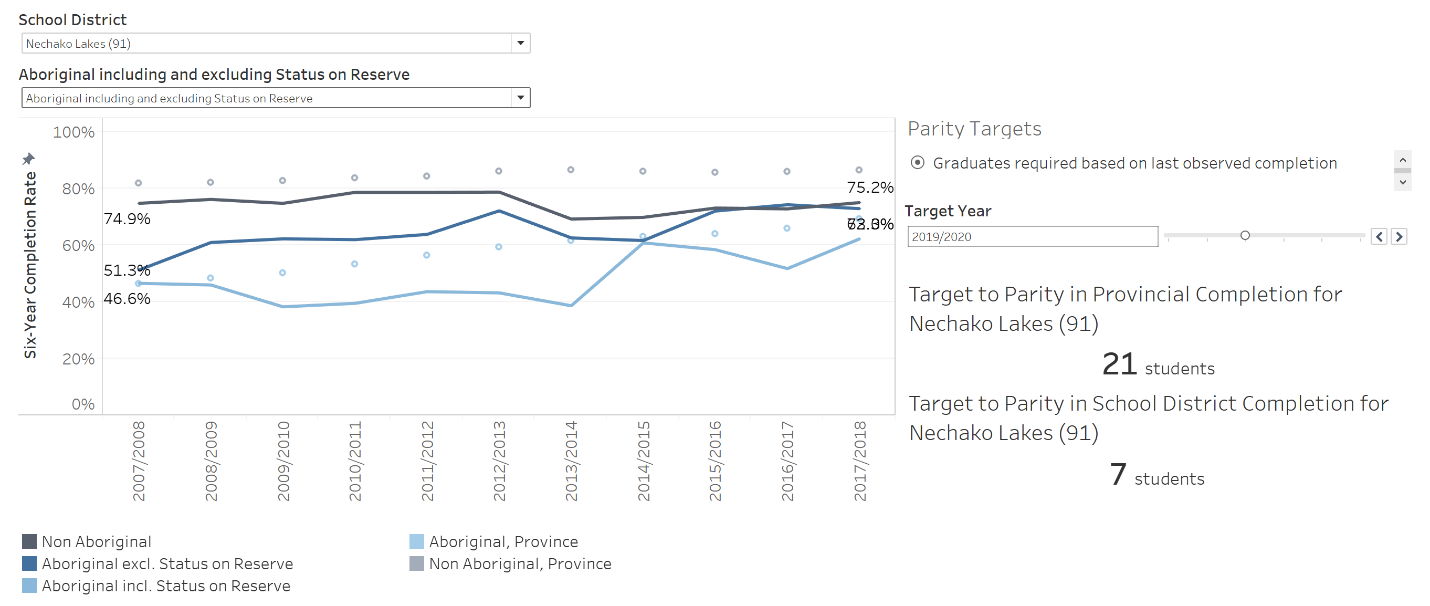 School District
Nechako Lakes (91)
Aboriginal including and excluding Status on Reserve
Aboriginal including and excluding Status on Reserve
Six-Year Completion Rate
100%
80%
60%
40%
20%
0%
74.9%
51.3%
46.6%
75.2%
2007/2008
2008/2009
2009/2010
2010/2011
2011/2012
2012/2013
2013/2014
2014/2015
2015/2016
2016/2017
2017/2018
Non Aboriginal
Aboriginal excl. Status on Reserve
Aboriginal incl. Status on Reserve
Aboriginal, Province
Non Aboriginal, Province
Parity Targets
Graduates required based on last observed completion
Target Year
2019/2020
Target to Parity in Provincial Completion for
Nechako Lakes (91)
21 students
Target to Parity in School District Completion for
Nechako Lakes (91)
7 students